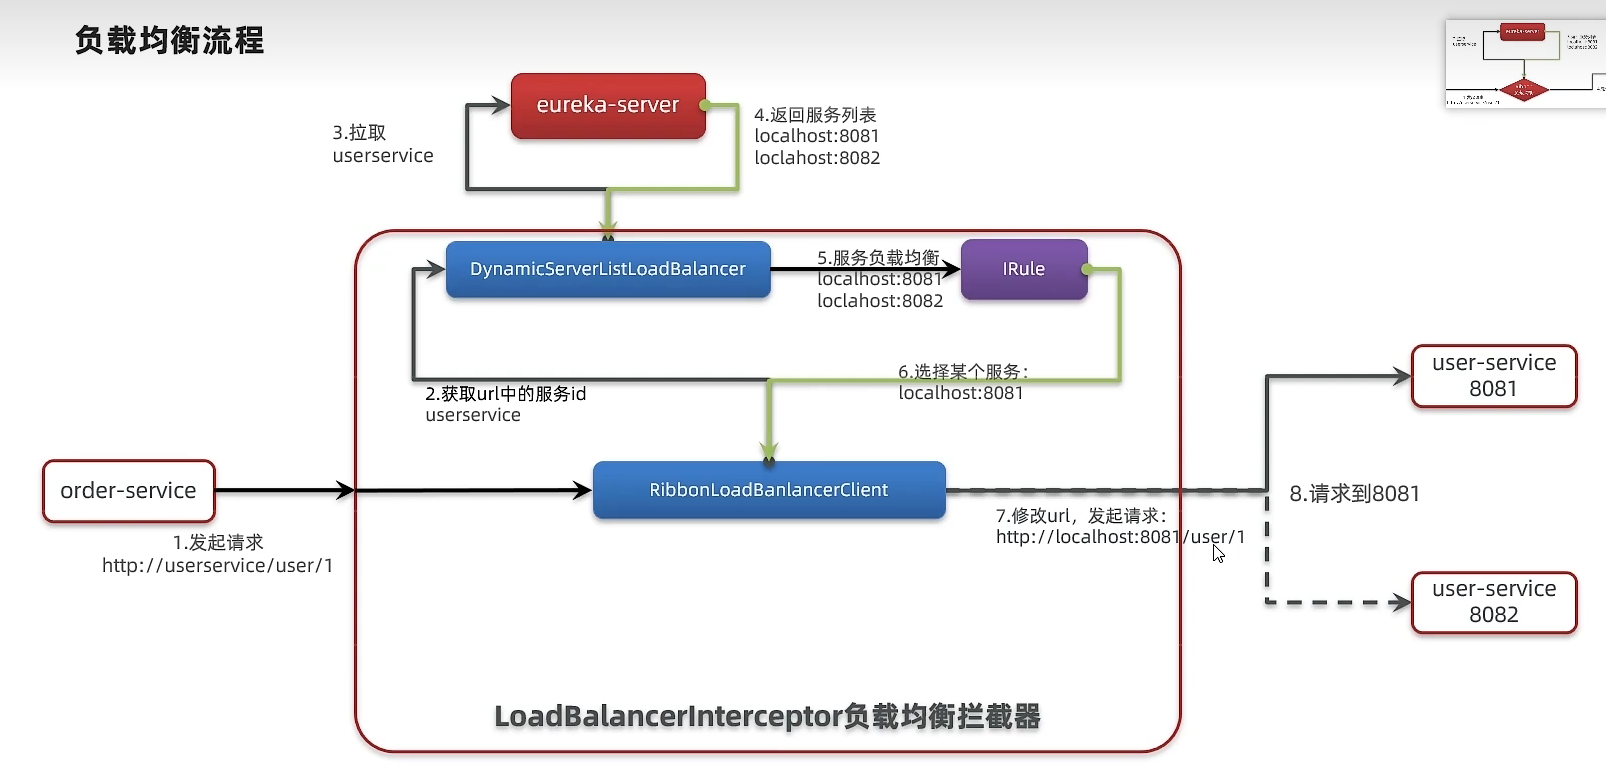 负载均衡流程
eureka-server
3.拉取
userservice
4.返回服务列表
localhost:8081
loclahost:8082
DynamicServerListLoadBalancer
5.服务负载均衡
localhost:8081
loclahost:8082
IRule
2.获取url中的服务id
userservice
6.选择某个服务：
localhost:8081
user-service
8081
order-service
1.发起请求
http://userservice/user/1
RibbonLoadBanlancerClient
7.修改url，发起请求：
http://localhost:8081/user/1
8.请求到8081
user-service
8082
LoadBalancerInterceptor负载均衡拦截器
eureka-server